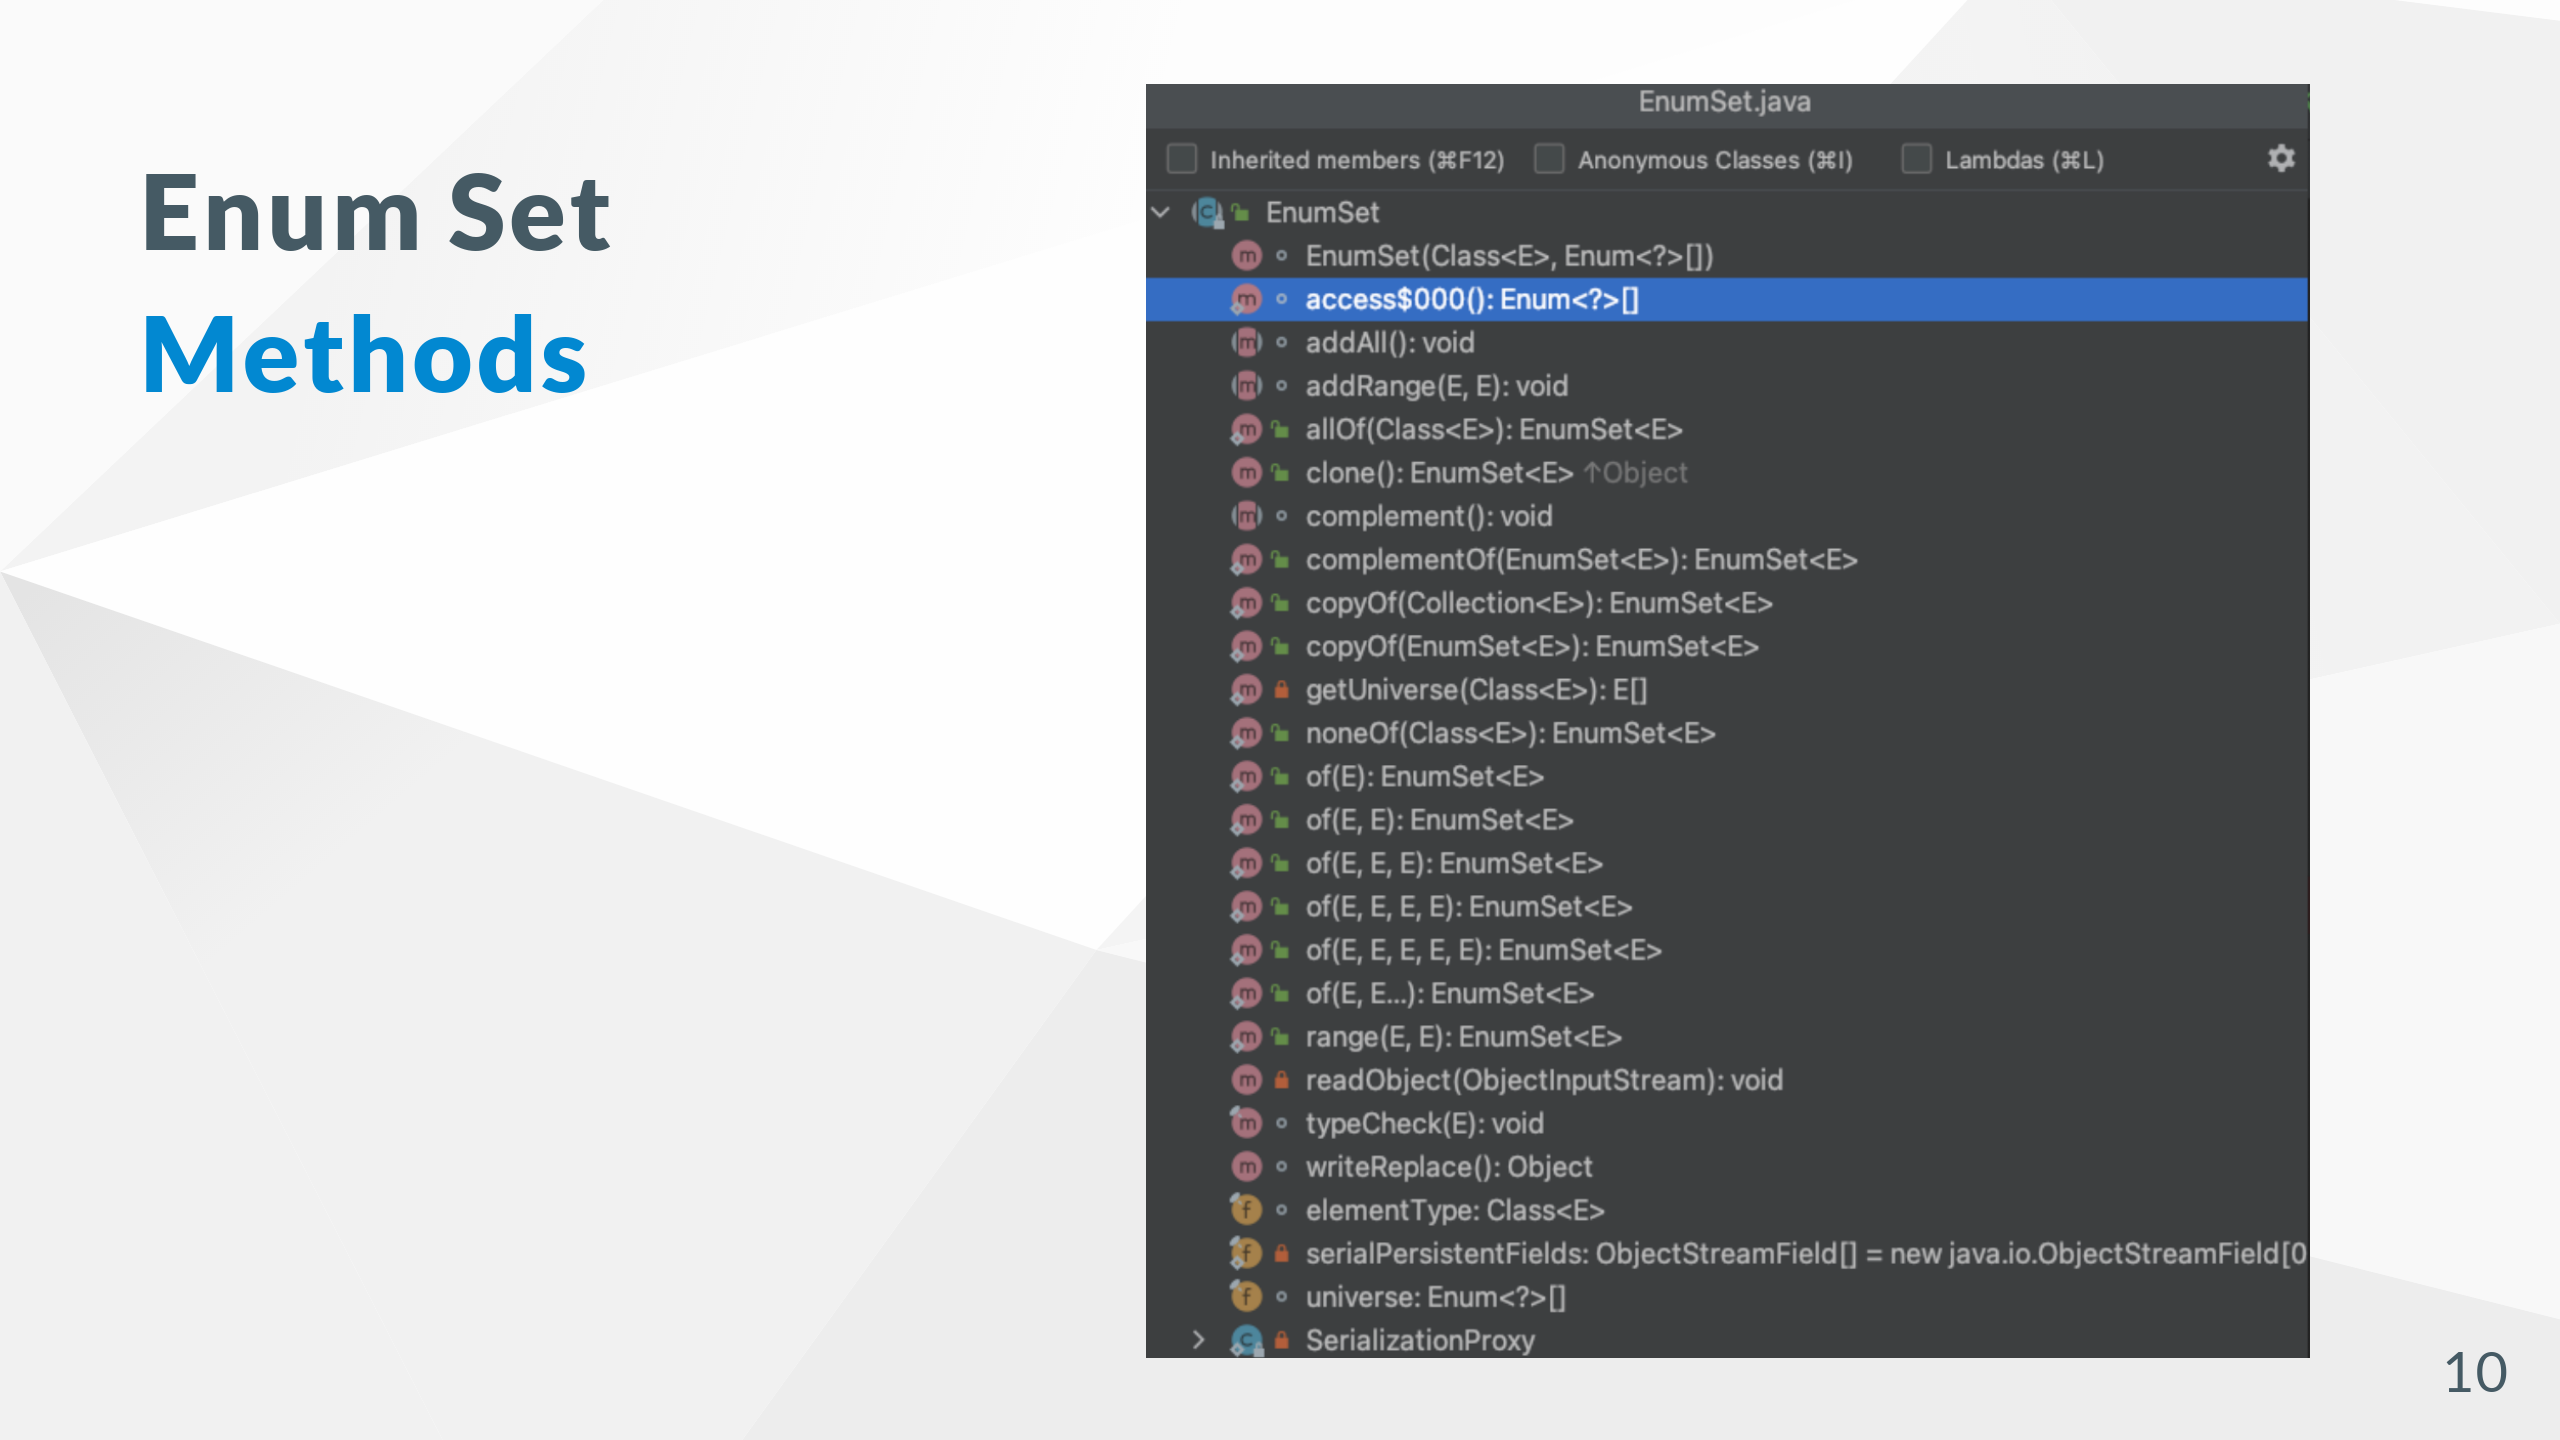 Enum Set
Methods
EnumSet.java
Inherited members (⌘F12) Anonymous Classes (⌘I) Lambdas (⌘L)
EnumSet
EnumSet(Class<E>, Enum<?>[])
access$000(): Enum<?>[]
addAll(): void
addRange(E, E): void
allOf(Class<E>): EnumSet<E>
clone(): EnumSet<E> ↑Object
complement(): void
complementOf(EnumSet<E>): EnumSet<E>
copyOf(Collection<E>): EnumSet<E>
copyOf(EnumSet<E>): EnumSet<E>
getUniverse(Class<E>): E[]
noneOf(Class<E>): EnumSet<E>
of(E): EnumSet<E>
of(E, E): EnumSet<E>
of(E, E, E): EnumSet<E>
of(E, E, E, E): EnumSet<E>
of(E, E, E, E, E): EnumSet<E>
of(E, E...): EnumSet<E>
range(E, E): EnumSet<E>
readObject(ObjectInputStream): void
typeCheck(E): void
writeReplace(): Object
elementType: Class<E>
serialPersistentFields: ObjectStreamField[] = new java.io.ObjectStreamField[0
universe: Enum<?>[]
SerializationProxy
10